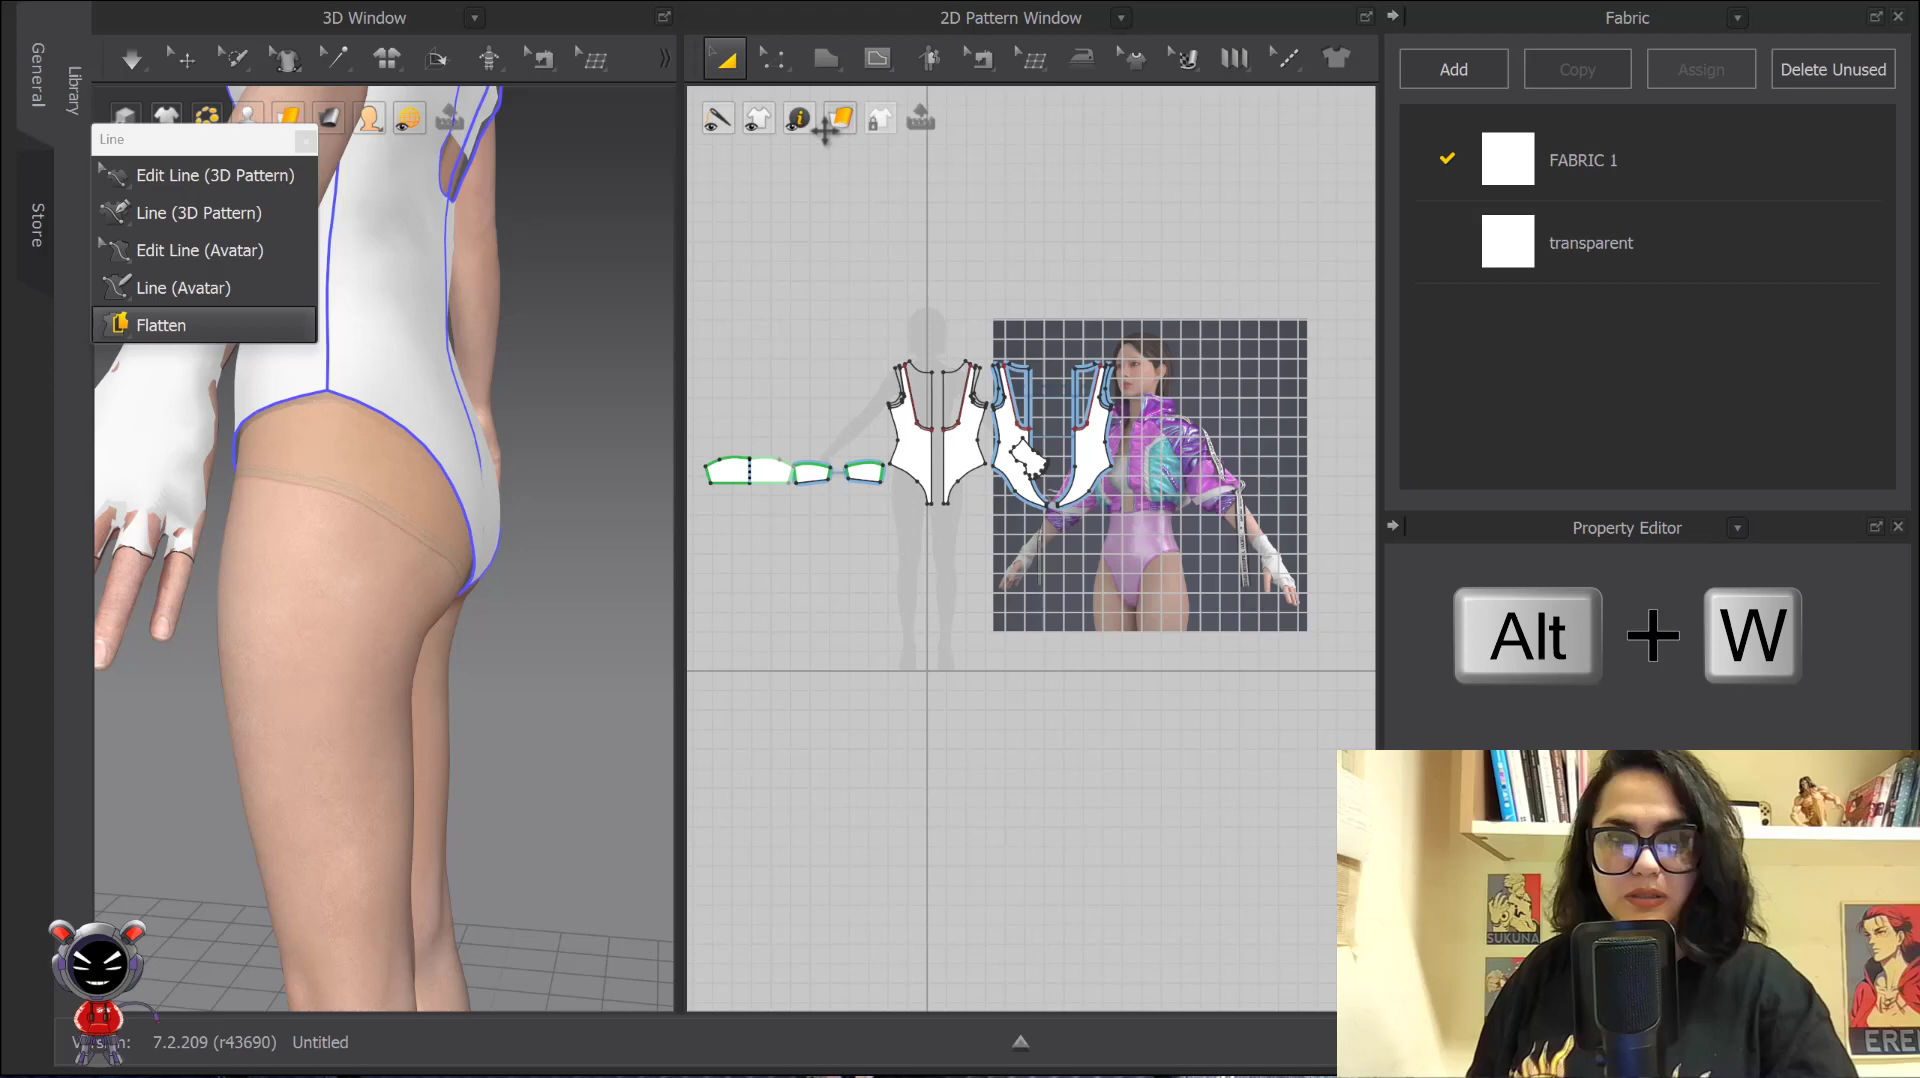 General
Library
Store
3D Window
2D Pattern Window
Fabric
Add
Copy
Assign
Delete Unused
FABRIC 1
transparent
Line
Edit Line (3D Pattern)
Line (3D Pattern)
Edit Line (Avatar)
Line (Avatar)
Flatten
Property Editor
Alt + W
SUKUNA
7.2.209 (r43690)
Untitled